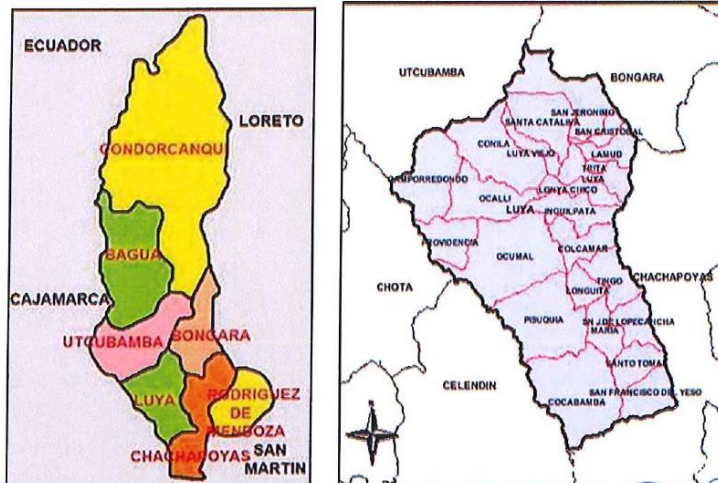 ECUADOR
LORETO
CONDORCANQUI
BAGUA
CAJAMARCA
UTCUBAMBA
BONGARA
LUYA
RODRIGUEZ
DE
MENDOZA
CHACHAPOYAS
SAN
MARTIN
UTCUBAMBA
BONGARA
SAN JERONIMO
SANTA CATALINA
SAN CRISTOBAL
CONILA
LUYA VIEJO
LAMUD
TRITA
LUYA
CAMPORREDONDO
LONYA CHICO
OCALLI
LUYA
INGUILPATA
PROVIDENCIA
COLCAMAR
OCUMAL
CHACHAPOYAS
TINGO
CHOTA
LONGUITA
PISUQUIA
SN J.DE LOPECANCHA
MARIA
SANTO TOMAS
CELENDIN
SAN FRANCISCO DEL YESO
COCABAMBA